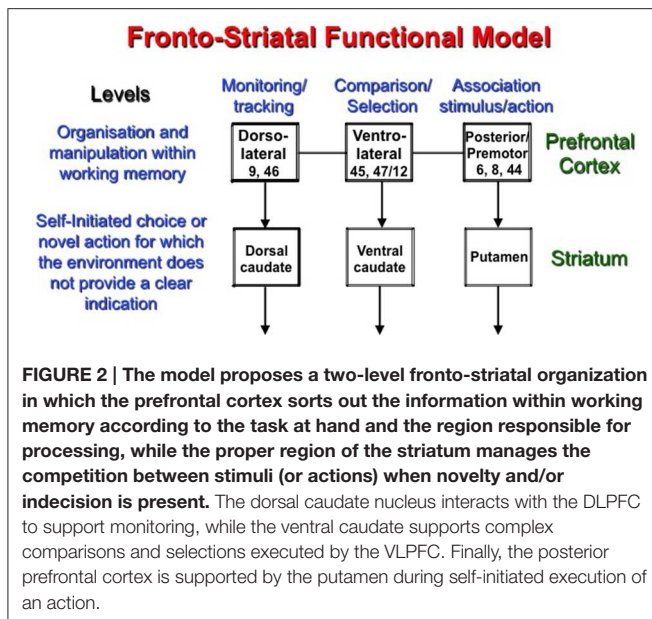 Fronto-Striatal Functional Model
Levels
Monitoring/
tracking
Comparison/
Selection
Association
stimulus/action
Organisation and
manipulation within
working memory
Dorso-
lateral
9, 46
Ventro-
lateral
45, 47/12
Posterior/
Premotor
6, 8, 44
Prefrontal
Cortex
Self-Initiated choice or
novel action for which
the environment does
not provide a clear
indication
Dorsal
caudate
Ventral
caudate
Putamen
Striatum
FIGURE 2 | The model proposes a two-level fronto-striatal organization
in which the prefrontal cortex sorts out the information within working
memory according to the task at hand and the region responsible for
processing, while the proper region of the striatum manages the
competition between stimuli (or actions) when novelty and/or
indecision is present. The dorsal caudate nucleus interacts with the DLPFC
to support monitoring, while the ventral caudate supports complex
comparisons and selections executed by the VLPFC. Finally, the posterior
prefrontal cortex is supported by the putamen during self-initiated execution of
an action.